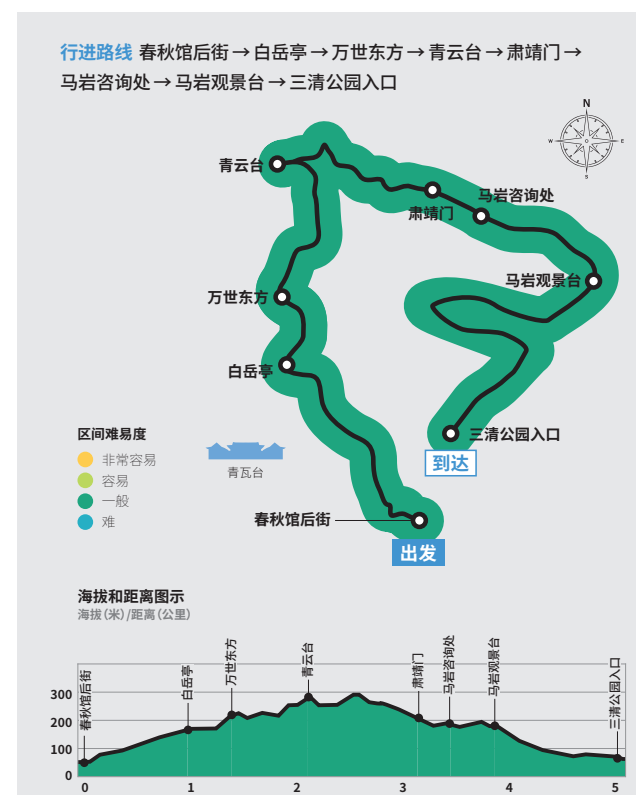 行进路线 春秋馆后街→白岳亭→万世东方→青云台→肃靖门→
马岩咨询处→马岩观景台→三清公园入口
N
W
E
S
青云台
马岩咨询处
肃靖门
马岩观景台
万世东方
白岳亭
三清公园入口
到达
区间难易度
非常容易
容易
一般
难
青瓦台
春秋馆后街
出发
海拔和距离图示
海拔(米)/距离(公里)
春秋馆后街
白岳亭
万世东方
青云台
肃靖门
马岩咨询处
马岩观景台
三清公园入口
300
200
100
0
0 1 2 3 4 5